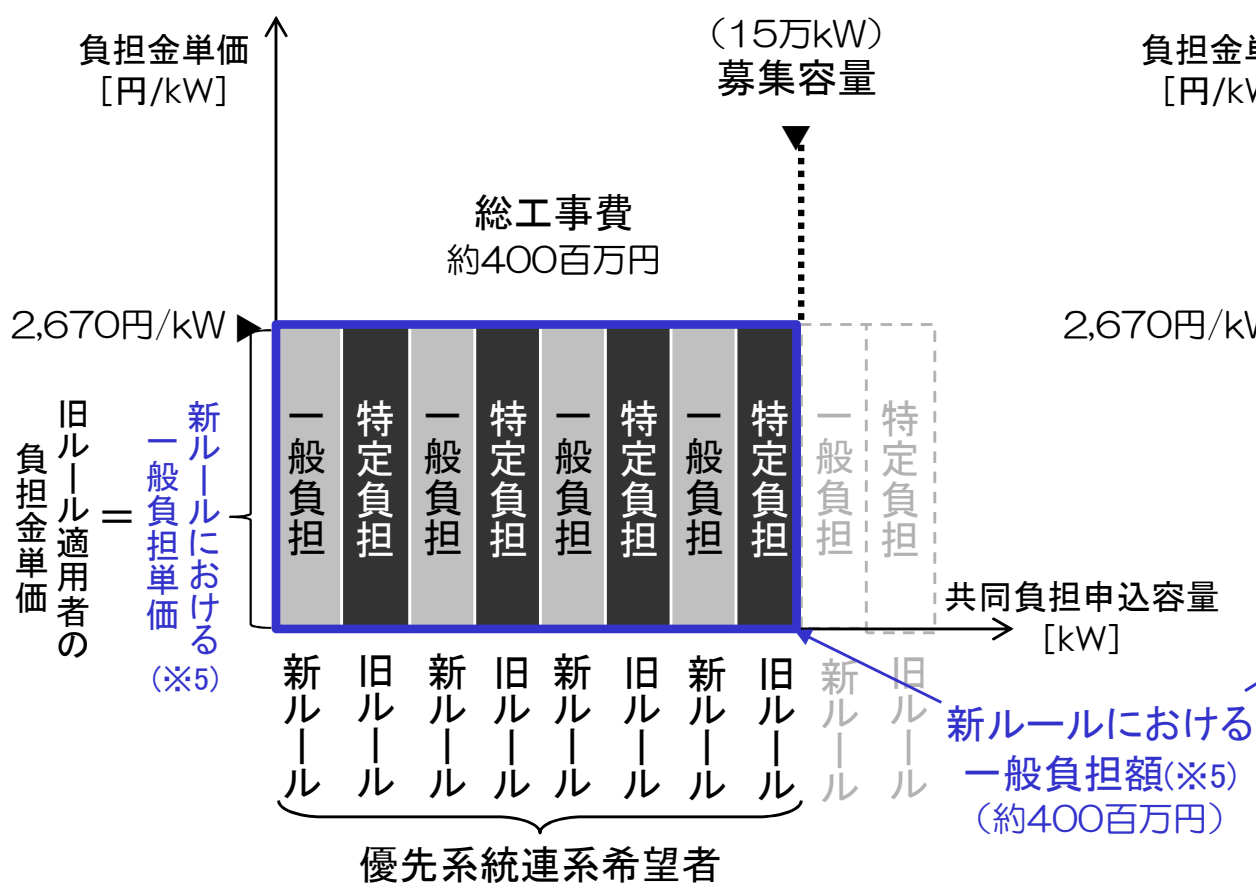 負担金単価
[円/kW]
(15万kW)
募集容量
負担金単
[円/kW
総工事費
約400百万円
2,670円/kW
2,670円/kW
旧ルール適用者の
負担金単価
=
新ルールにおける
一般負担単価
(※5)
一般負担
特定負担
一般負担
特定負担
一般負担
特定負担
一般負担
特定負担
一般負担
特定負担
共同負担申込容量
[kW]
新ルール
旧ルール
新ルール
旧ルール
新ルール
旧ルール
新ルール
旧ルール
新ルール
旧ルール
新ルールにおける
一般負担額(※5)
(約400百万円)
優先系統連系希望者